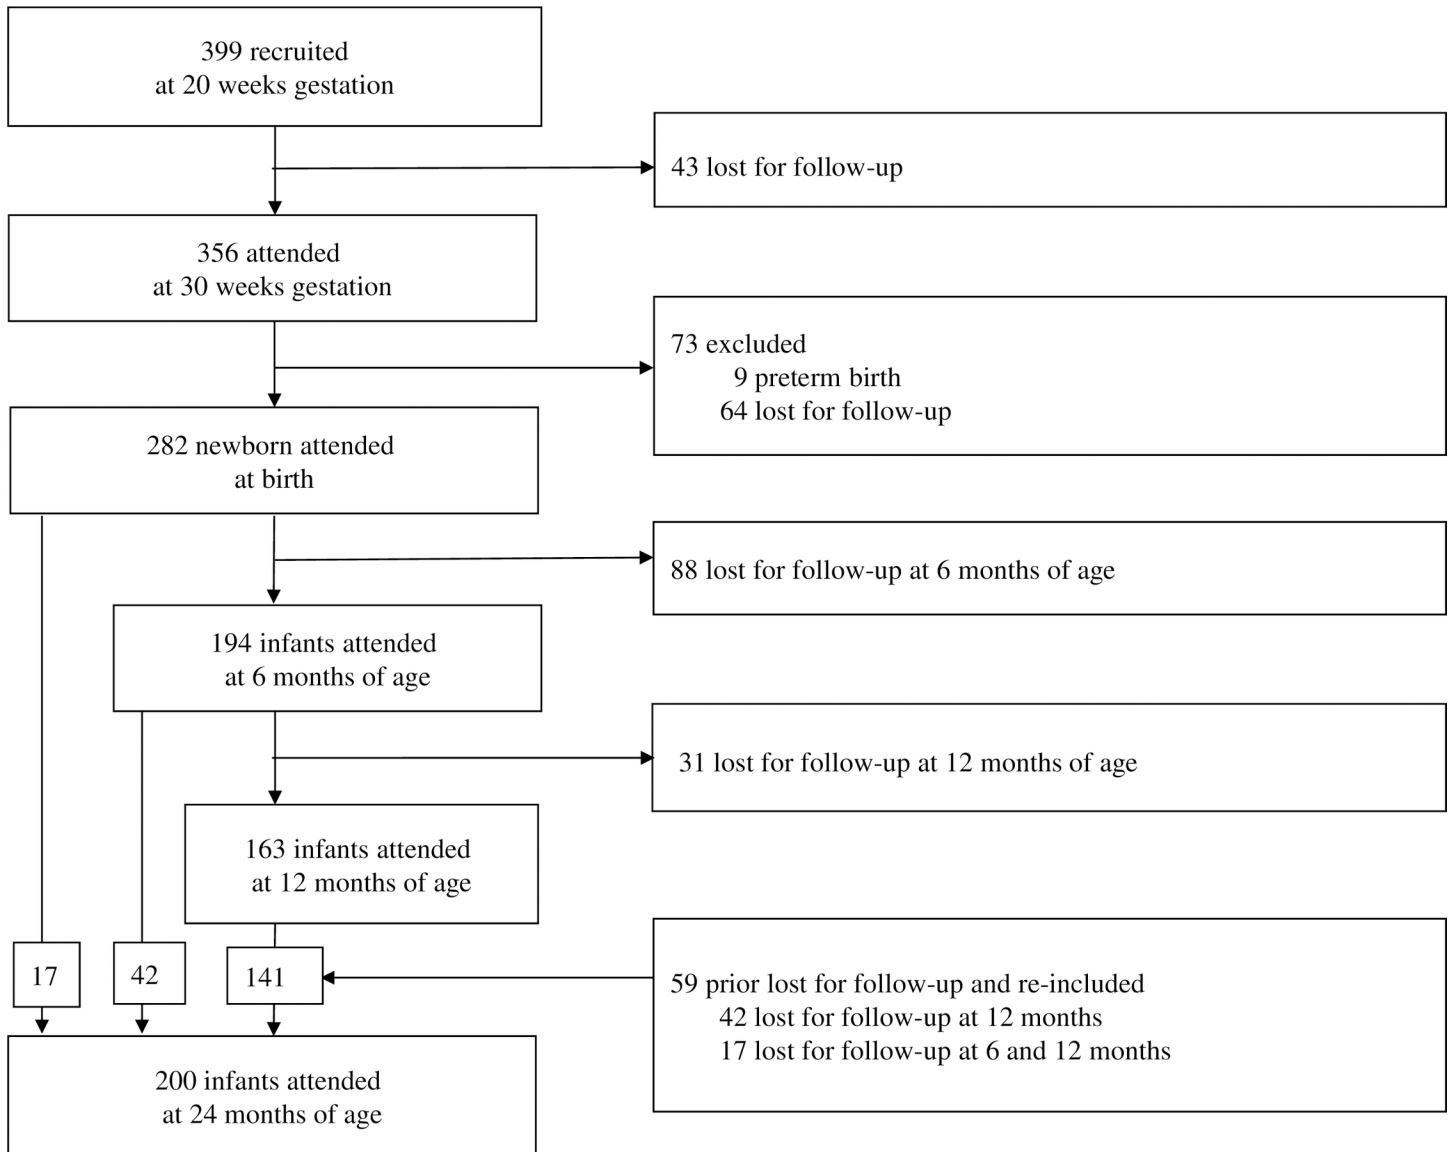 399 recruited
at 20 weeks gestation
43 lost for follow-up
356 attended
at 30 weeks gestation
73 excluded
9 preterm birth
64 lost for follow-up
282 newborn attended
at birth
88 lost for follow-up at 6 months of age
194 infants attended
at 6 months of age
31 lost for follow-up at 12 months of age
163 infants attended
at 12 months of age
17
42
141
59 prior lost for follow-up and re-included
42 lost for follow-up at 12 months
17 lost for follow-up at 6 and 12 months
200 infants attended
at 24 months of age